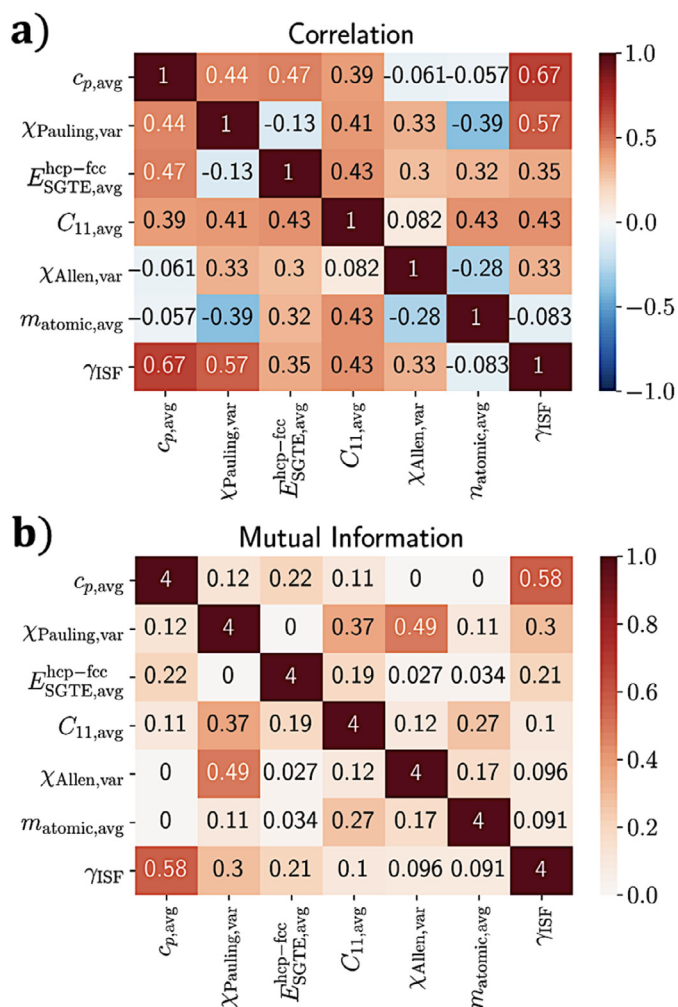 a)
Correlation
c_p,avg 1 0.44 0.47 0.39 -0.061 -0.057 0.67
χ_Pauling,var 0.44 1 -0.13 0.41 0.33 -0.39 0.57
E^hcp−fcc_SGTE,avg 0.47 -0.13 1 0.43 0.3 0.32 0.35
C_11,avg 0.39 0.41 0.43 1 0.082 0.43 0.43
χ_Allen,var -0.061 0.33 0.3 0.082 1 -0.28 0.33
m_atomic,avg -0.057 -0.39 0.32 0.43 -0.28 1 -0.083
γ_ISF 0.67 0.57 0.35 0.43 0.33 -0.083 1
c_p,avg χ_Pauling,var E^hcp−fcc_SGTE,avg C_11,avg χ_Allen,var n_atomic,avg γ_ISF
1.0
0.5
0.0
−0.5
−1.0
b)
Mutual Information
c_p,avg 4 0.12 0.22 0.11 0 0 0.58
χ_Pauling,var 0.12 4 0 0.37 0.49 0.11 0.3
E^hcp−fcc_SGTE,avg 0.22 0 4 0.19 0.027 0.034 0.21
C_11,avg 0.11 0.37 0.19 4 0.12 0.27 0.1
χ_Allen,var 0 0.49 0.027 0.12 4 0.17 0.096
m_atomic,avg 0 0.11 0.034 0.27 0.17 4 0.091
γ_ISF 0.58 0.3 0.21 0.1 0.096 0.091 4
c_p,avg χ_Pauling,var E^hcp−fcc_SGTE,avg C_11,avg χ_Allen,var m_atomic,avg γ_ISF
1.0
0.8
0.6
0.4
0.2
0.0